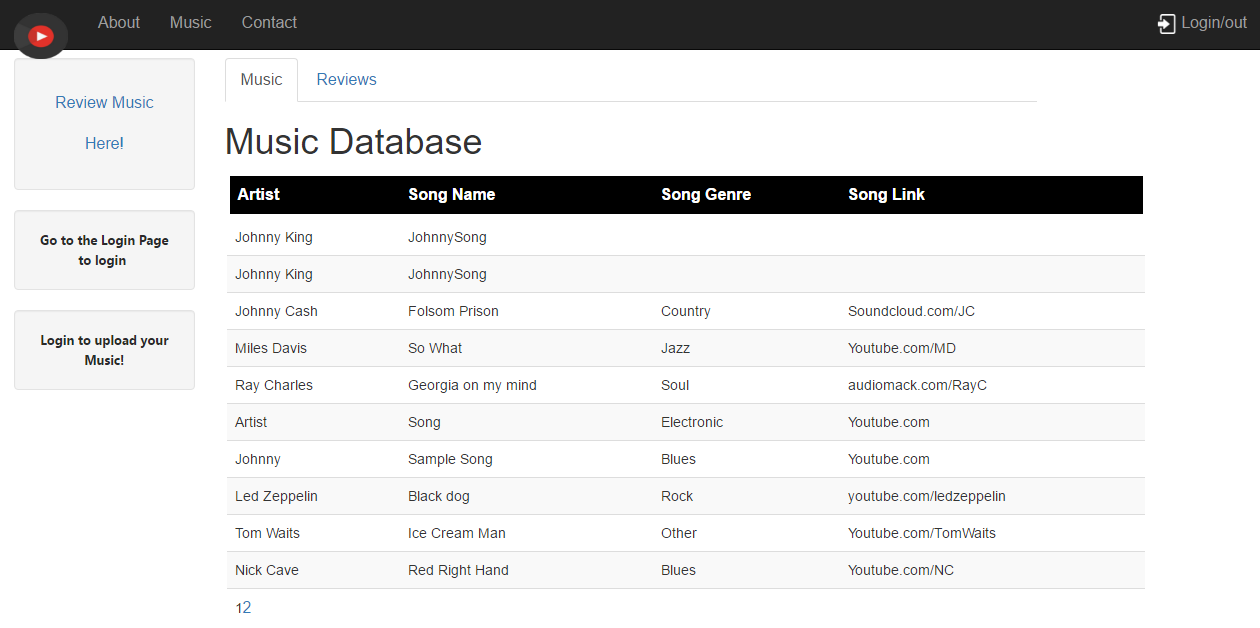 About Music Contact Login/out
Review Music
Here!
Go to the Login Page
to login
Login to upload your
Music!
Music Reviews
Music Database
Artist Song Name Song Genre Song Link
Johnny King JohnnySong
Johnny King JohnnySong
Johnny Cash Folsom Prison Country Soundcloud.com/JC
Miles Davis So What Jazz Youtube.com/MD
Ray Charles Georgia on my mind Soul audiomack.com/RayC
Artist Song Electronic Youtube.com
Johnny Sample Song Blues Youtube.com
Led Zeppelin Black dog Rock youtube.com/ledzeppelin
Tom Waits Ice Cream Man Other Youtube.com/TomWaits
Nick Cave Red Right Hand Blues Youtube.com/NC
12